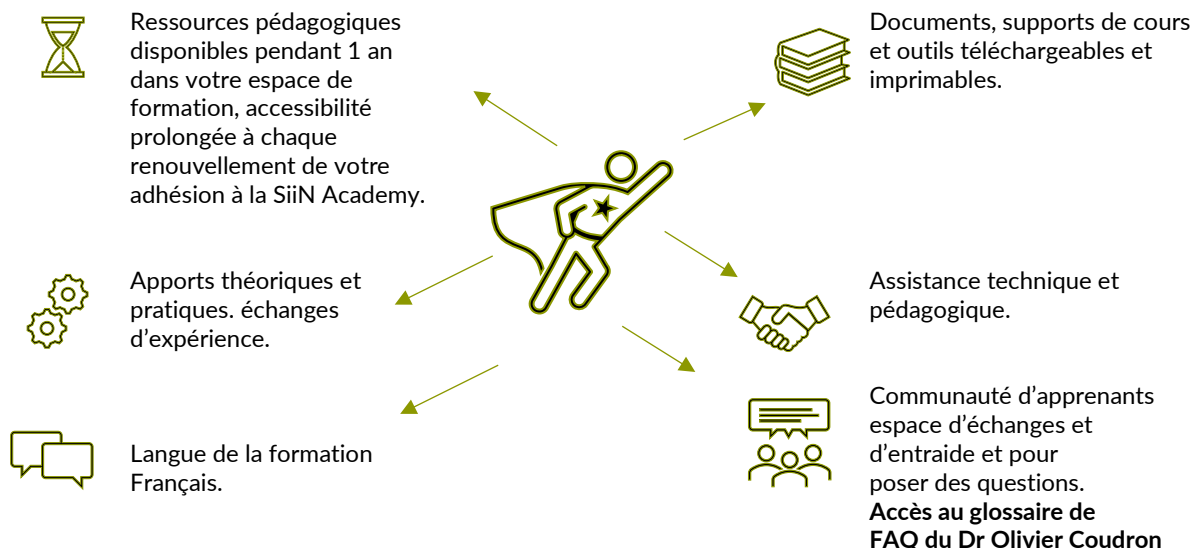 Ressources pédagogiques
disponibles pendant 1 an
dans votre espace de
formation, accessibilité
prolongée à chaque
renouvellement de votre
adhésion à la SiiN Academy.
Apports théoriques et
pratiques. échanges
d'expérience.
Langue de la formation
Français.
Documents, supports de cours
et outils téléchargeables et
imprimables.
Assistance technique et
pédagogique.
Communauté d'apprenants
espace d'échanges et
d'entraide et pour
poser des questions.
Accès au glossaire de
FAQ du Dr Olivier Coudron